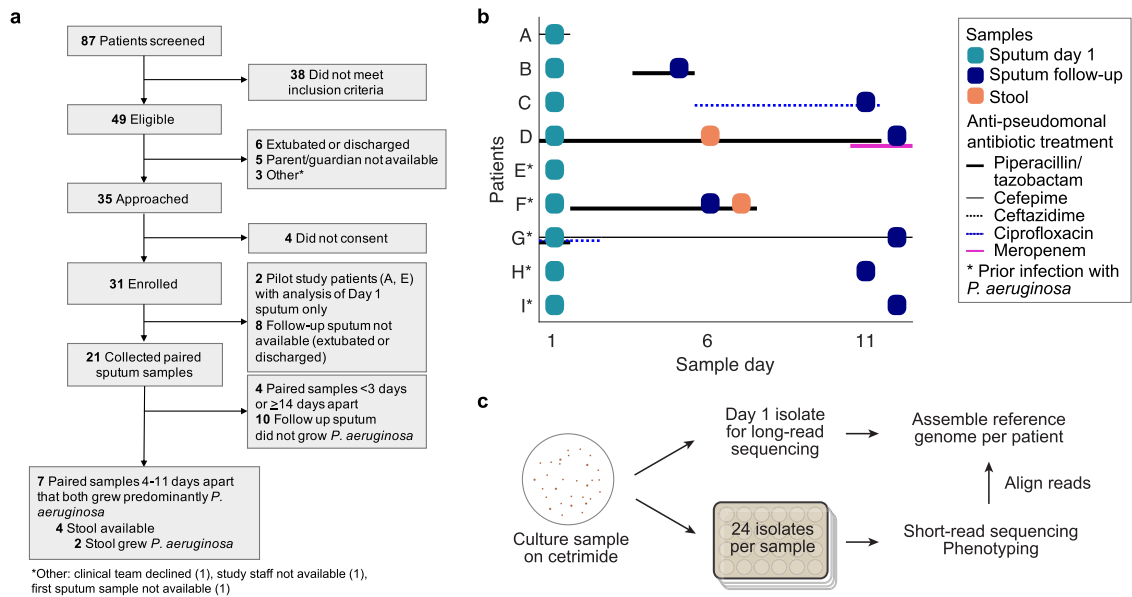 a
87 Patients screened
38 Did not meet
inclusion criteria
49 Eligible
6 Extubated or discharged
5 Parent/guardian not available
3 Other*
35 Approached
4 Did not consent
31 Enrolled
2 Pilot study patients (A, E)
with analysis of Day 1
sputum only
8 Follow-up sputum not
available (extubated or
discharged)
21 Collected paired
sputum samples
4 Paired samples <3 days
or ≥14 days apart
10 Follow up sputum
did not grow P. aeruginosa
7 Paired samples 4-11 days apart
that both grew predominantly P.
aeruginosa
4 Stool available
2 Stool grew P. aeruginosa
*Other: clinical team declined (1), study staff not available (1),
first sputum sample not available (1)
b
Patients
A
B
C
D
E*
F*
G*
H*
I*
1
6
11
Sample day
Samples
Sputum day 1
Sputum follow-up
Stool
Anti-pseudomonal
antibiotic treatment
Piperacillin/
tazobactam
Cefepime
Ceftazidime
Ciprofloxacin
Meropenem
* Prior infection with
P. aeruginosa
c
Culture sample
on cetrimide
Day 1 isolate
for long-read
sequencing
Assemble reference
genome per patient
Align reads
24 isolates
per sample
Short-read sequencing
Phenotyping